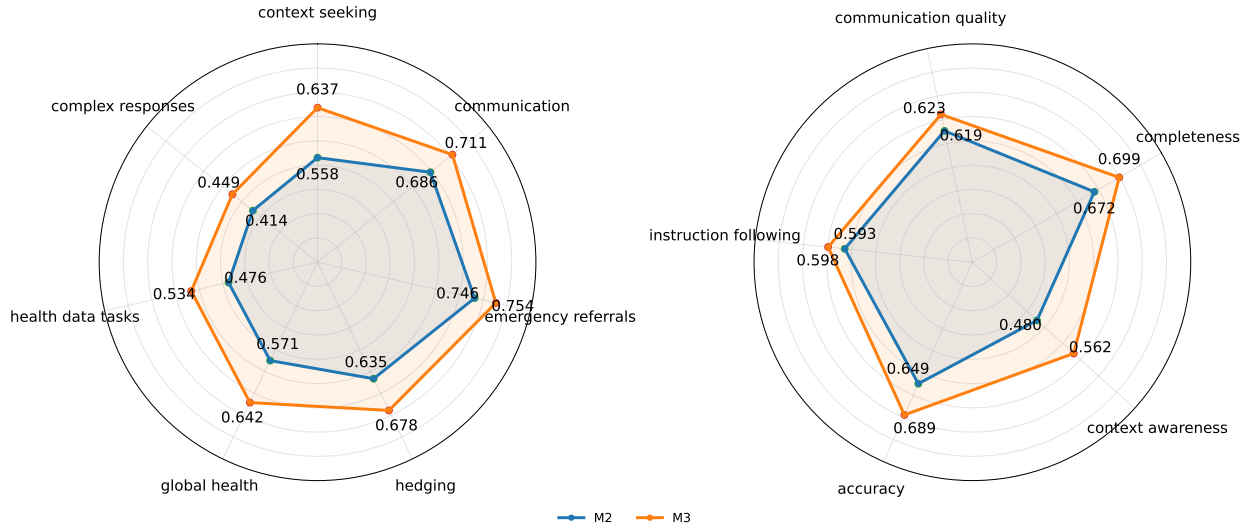 context seeking
communication quality
0.637
complex responses
communication
0.623
0.619
completeness
0.711
0.699
0.558
0.449
0.686
0.672
0.414
instruction following
0.593
0.598
0.476
0.534
0.746
0.754
health data tasks
emergency referrals
0.480
0.571
0.562
0.635
0.649
0.642
0.678
0.689
context awareness
global health
hedging
accuracy
M2
M3